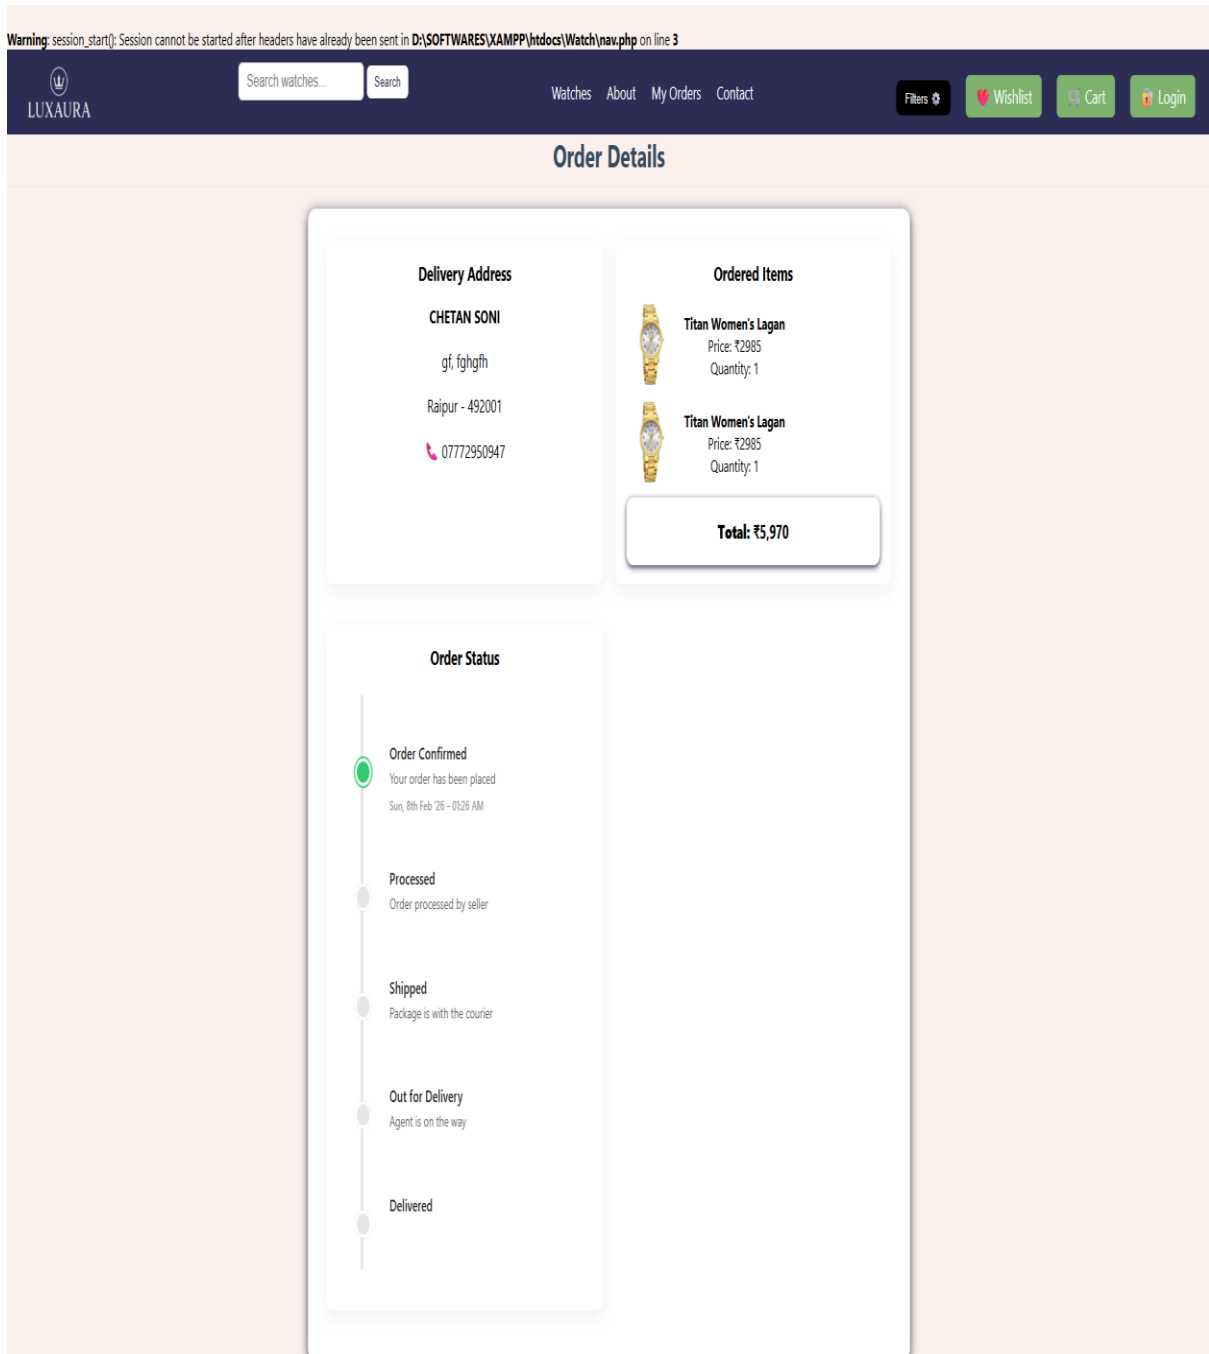 Warning: session_start(): Session cannot be started after headers have already been sent in D:\SOFTWARES\XAMPP\htdocs\Watch\nav.php on line 3
LUXAURA
Search watches...
Search
Watches About My Orders Contact
Filters
Wishlist
Cart
Login
Order Details
Delivery Address
CHETAN SONI
gf, fghgfh
Raipur - 492001
07772950947
Ordered Items
Titan Women's Lagan
Price: ₹2985
Quantity: 1
Titan Women's Lagan
Price: ₹2985
Quantity: 1
Total: ₹5,970
Order Status
Order Confirmed
Your order has been placed
Sun, 8th Feb '26 – 01:26 AM
Processed
Order processed by seller
Shipped
Package is with the courier
Out for Delivery
Agent is on the way
Delivered